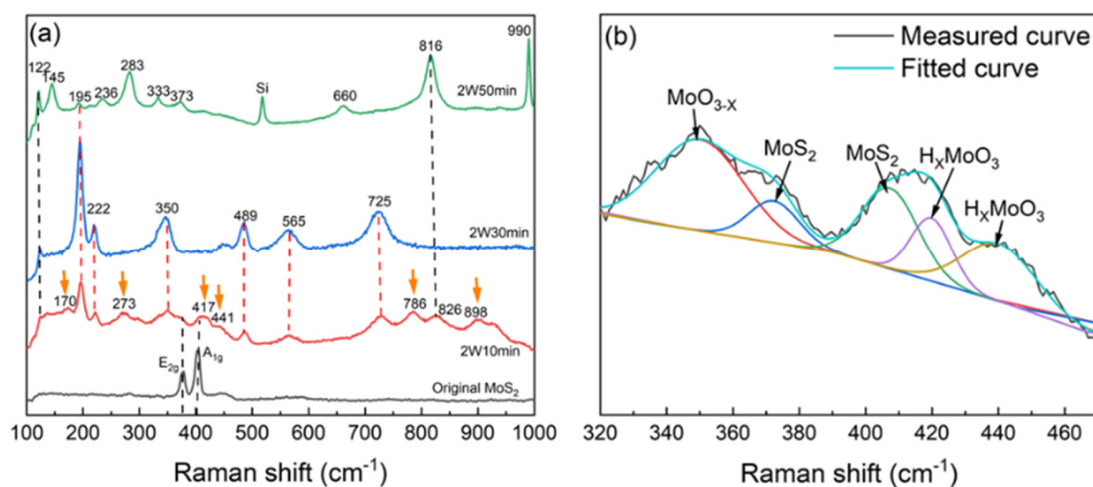 (a)
990
816
122
145
283
Si
2W50min
195
236
333
373
660
725
350
489
2W30min
222
565
170
273
417
786
441
826
898
2W10min
E2g
A1g
Original MoS2
100 200 300 400 500 600 700 800 900 1000
Raman shift (cm-1)
(b)
Measured curve
Fitted curve
MoO3-X
MoS2
MoS2
HXMoO3
HXMoO3
320 340 360 380 400 420 440 460
Raman shift (cm-1)